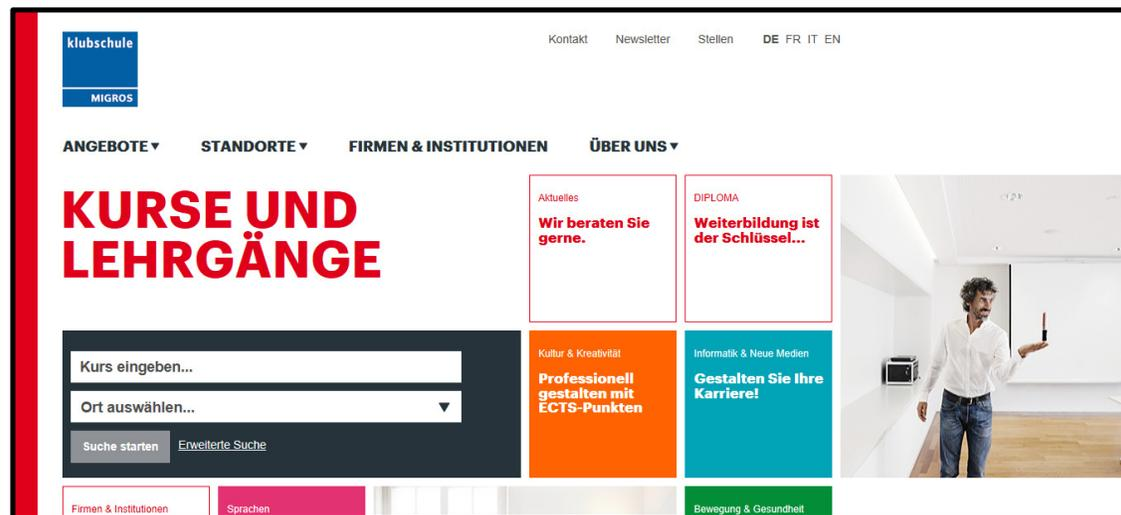 klubschule
MIGROS
Kontakt Newsletter Stellen DE FR IT EN
ANGEBOTE▼ STANDORTE▼ FIRMEN & INSTITUTIONEN ÜBER UNS▼
KURSE UND
LEHRGÄNGE
Aktuelles
Wir beraten Sie
gerne.
DIPLOMA
Weiterbildung ist
der Schlüssel...
Kurs eingeben...
Ort auswählen... ▼
Suche starten Erweiterte Suche
Kultur & Kreativität
Professionell
gestalten mit
ECTS-Punkten
Informatik & Neue Medien
Gestalten Sie Ihre
Karriere!
Firmen & Institutionen
Sprachen
Bewegung & Gesundheit